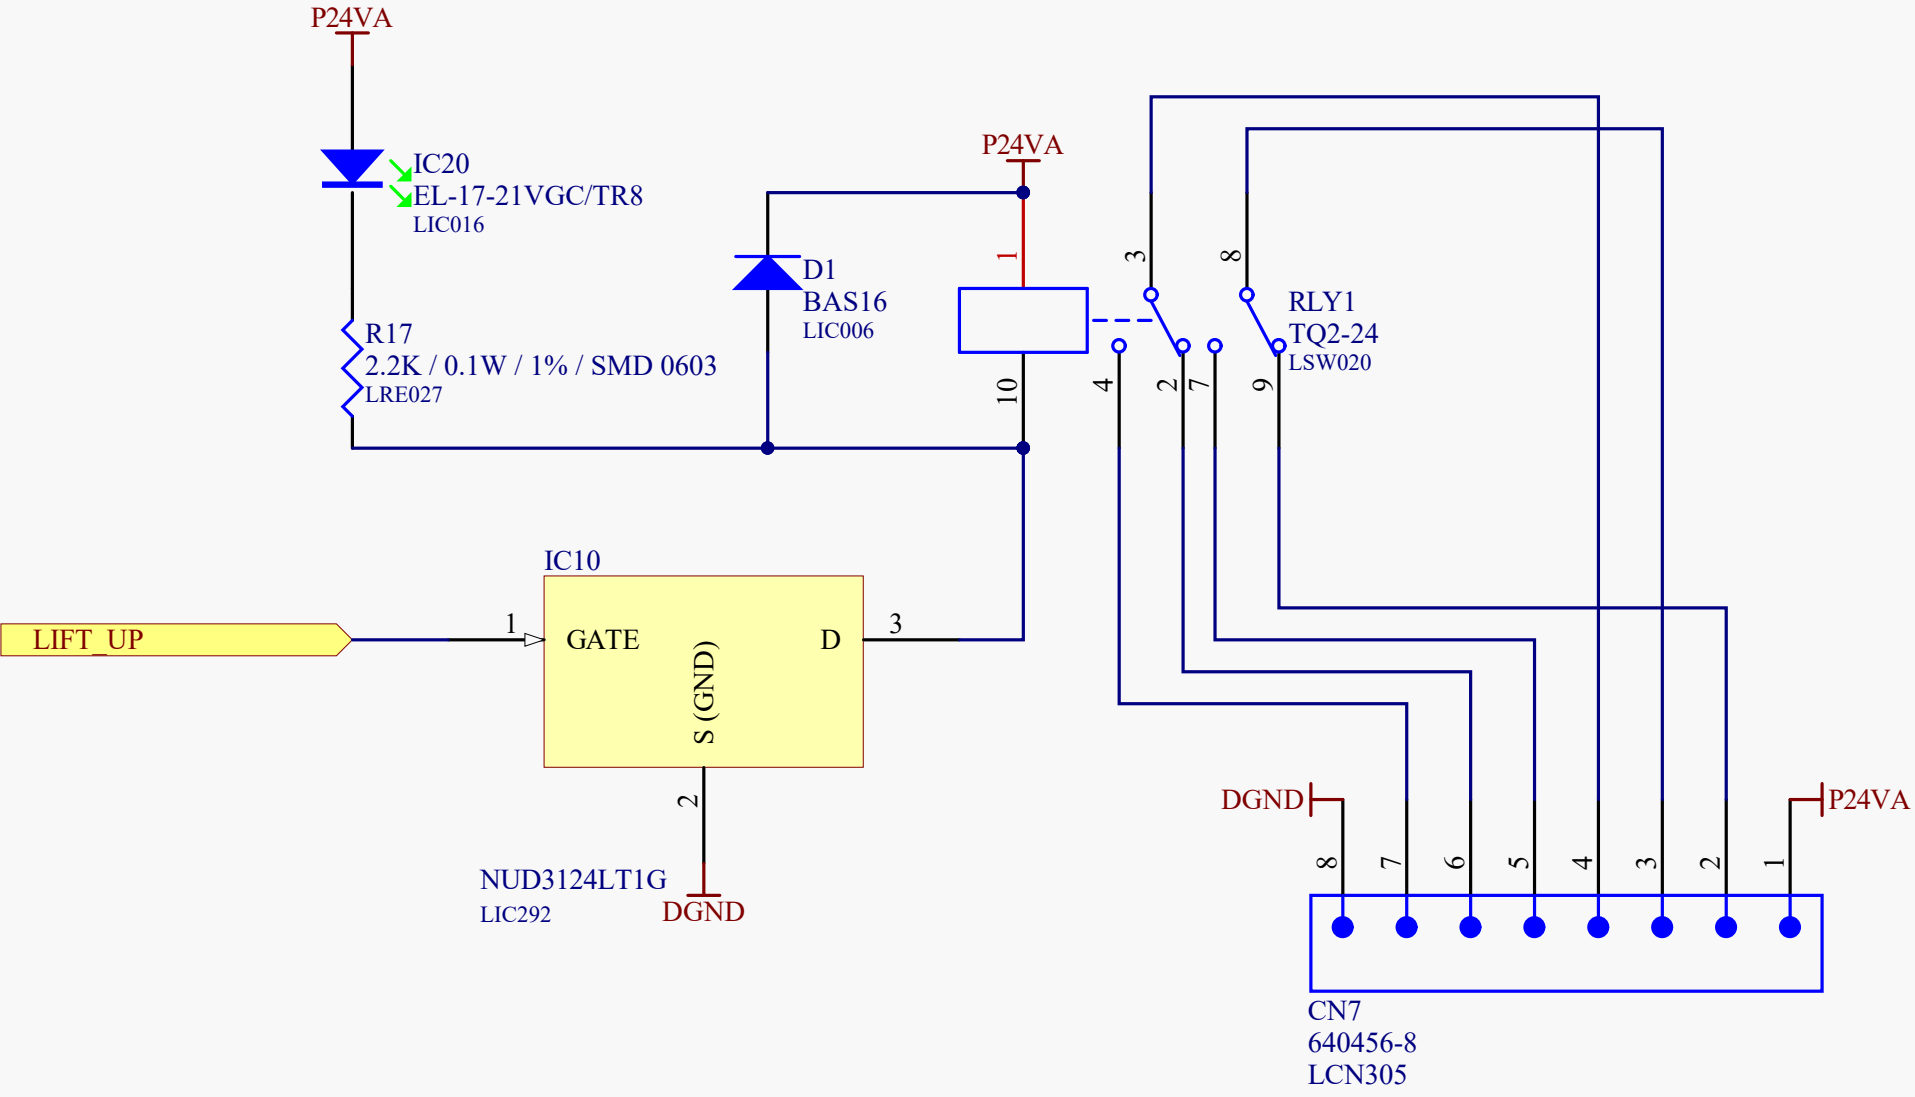 P24VA
IC20
EL-17-21VGC/TR8
LIC016
R17
2.2K / 0.1W / 1% / SMD 0603
LRE027
P24VA
D1
BAS16
LIC006
1
10
3
8
4
2
7
9
RLY1
TQ2-24
LSW020
IC10
LIFT_UP
1
GATE
S (GND)
D
3
2
NUD3124LT1G
LIC292
DGND
DGND
P24VA
8
7
6
5
4
3
2
1
CN7
640456-8
LCN305